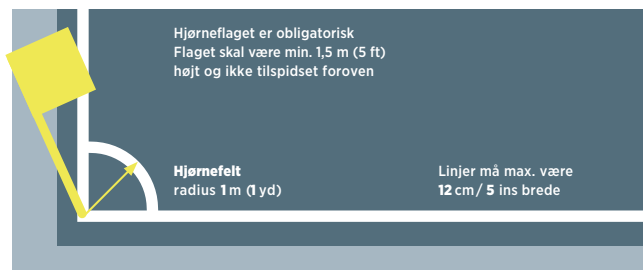 Hjørneflaget er obligatorisk
Flaget skal være min. 1,5 m (5 ft)
højt og ikke tilspidset foroven
Hjørnefelt
radius 1 m (1 yd)
Linjer må max. være
12 cm / 5 ins brede